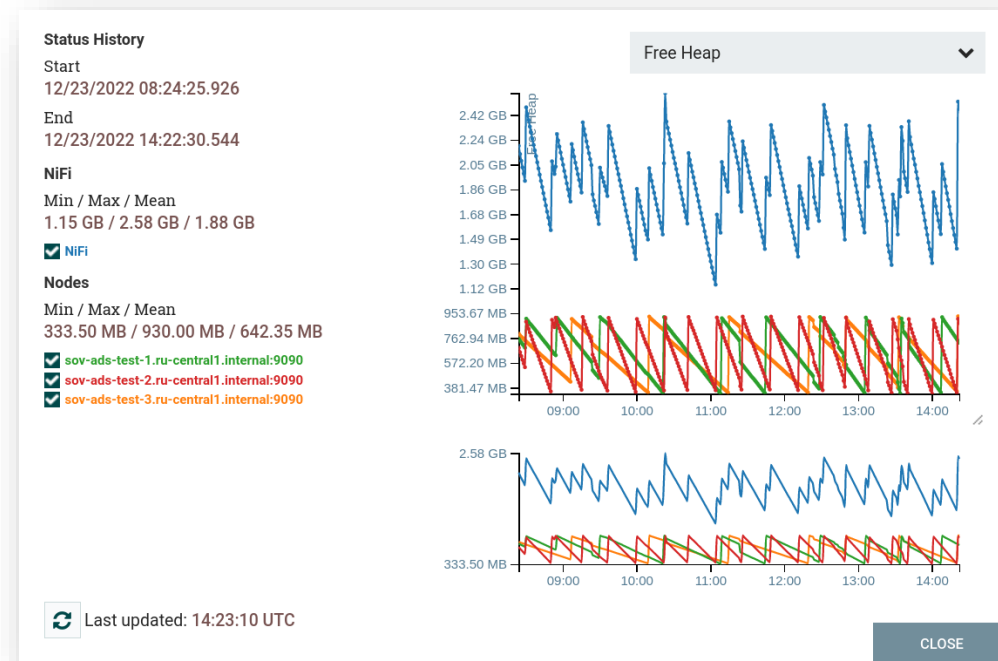 Status History
Start
12/23/2022 08:24:25.926
End
12/23/2022 14:22:30.544
NiFi
Min / Max / Mean
1.15 GB / 2.58 GB / 1.88 GB
NiFi
Nodes
Min / Max / Mean
333.50 MB / 930.00 MB / 642.35 MB
sov-ads-test-1.ru-central1.internal:9090
sov-ads-test-2.ru-central1.internal:9090
sov-ads-test-3.ru-central1.internal:9090
Last updated: 14:23:10 UTC
Free Heap
Free Heap
2.42 GB
2.24 GB
2.05 GB
1.86 GB
1.68 GB
1.49 GB
1.30 GB
1.12 GB
953.67 MB
762.94 MB
572.20 MB
381.47 MB
09:00 10:00 11:00 12:00 13:00 14:00
2.58 GB
333.50 MB
09:00 10:00 11:00 12:00 13:00 14:00
CLOSE